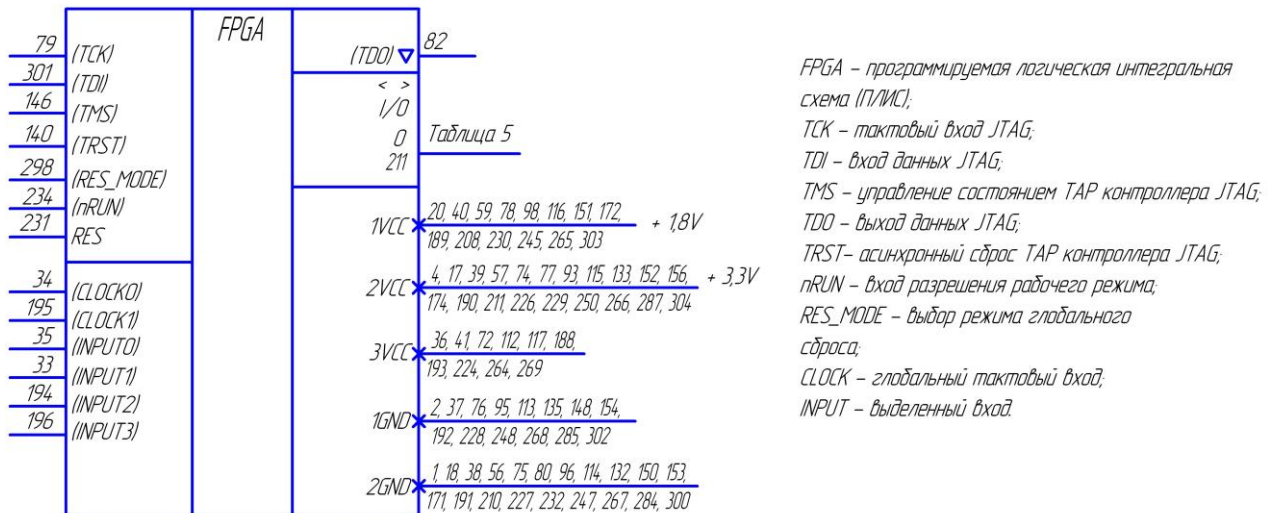 FPGA
79 (TCK)
301 (TDI)
146 (TMS)
140 (TRST)
298 (RES_MODE)
234 (nRUN)
231 RES
34 (CLOCK0)
195 (CLOCK1)
35 (INPUT0)
33 (INPUT1)
194 (INPUT2)
196 (INPUT3)
(TDO) 82
< >
I/O
0 Таблица 5
211
1VCC 20, 40, 59, 78, 98, 116, 151, 172, + 1,8V
189, 208, 230, 245, 265, 303
2VCC 4, 17, 39, 57, 74, 77, 93, 115, 133, 152, 156, + 3,3V
174, 190, 211, 226, 229, 250, 266, 287, 304
3VCC 36, 41, 72, 112, 117, 188,
193, 224, 264, 269
1GND 2, 37, 76, 95, 113, 135, 148, 154,
192, 228, 248, 268, 285, 302
2GND 1, 18, 38, 56, 75, 80, 96, 114, 132, 150, 153,
171, 191, 210, 227, 232, 247, 267, 284, 300
FPGA – программируемая логическая интегральная
схема (ПЛИС);
TCK – тактовый вход JTAG;
TDI – вход данных JTAG;
TMS – управление состоянием TAP контроллера JTAG;
TDO – выход данных JTAG;
TRST– асинхронный сброс TAP контроллера JTAG;
nRUN – вход разрешения рабочего режима;
RES_MODE – выбор режима глобального
сброса;
CLOCK – глобальный тактовый вход;
INPUT – выделенный вход.